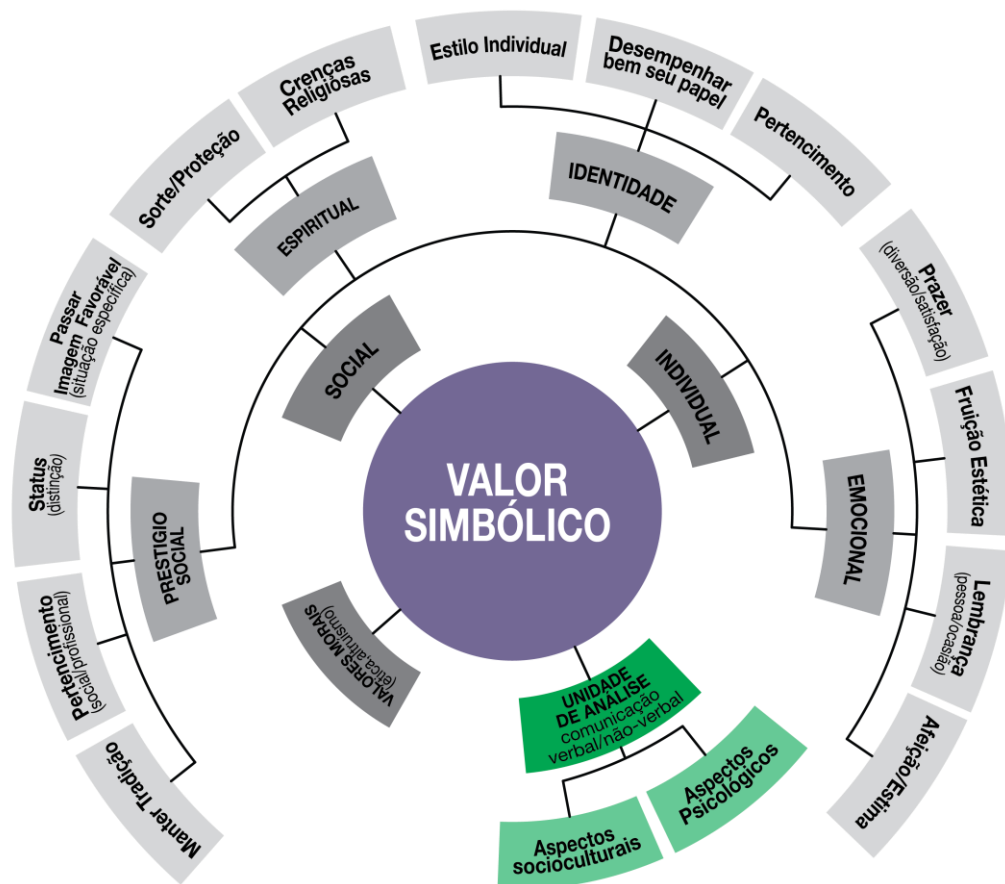 Estilo Individual
Desempenhar
bem seu papel
Pertencimento
Crenças
Religiosas
Sorte/Proteção
IDENTIDADE
ESPIRITUAL
Passar
Imagem Favorável
(situação específica)
Prazer
(diversão/satisfação)
SOCIAL
INDIVIDUAL
Status
(distinção)
Fruição Estética
VALOR
SIMBÓLICO
PRESTIGIO
SOCIAL
EMOCIONAL
Pertencimento
(social/profissional)
Lembrança
(pessoa/ocasião)
VALORES MORAIS
(ética,altruismo)
Manter Tradição
Afeição/Estima
UNIDADE
DE ANÁLISE
comunicação
verbal/não-verbal
Aspectos
Psicológicos
Aspectos
socioculturais